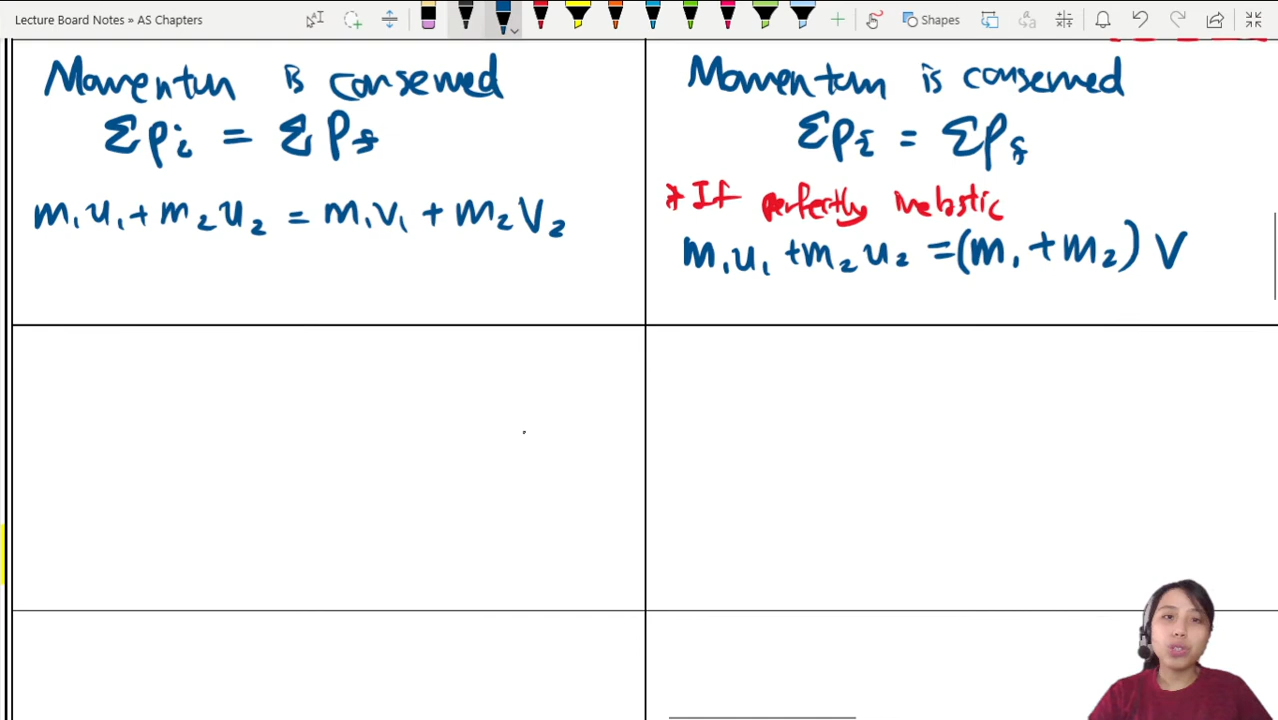 Lecture Board Notes » AS Chapters
Shapes
Momentum is conserved
Σpi = Σpf
m₁u₁ + m₂u₂ = m₁v₁ + m₂v₂
Momentum is conserved
Σpi = Σpf
* If perfectly inelastic
m₁u₁ + m₂u₂ = (m₁ + m₂) v